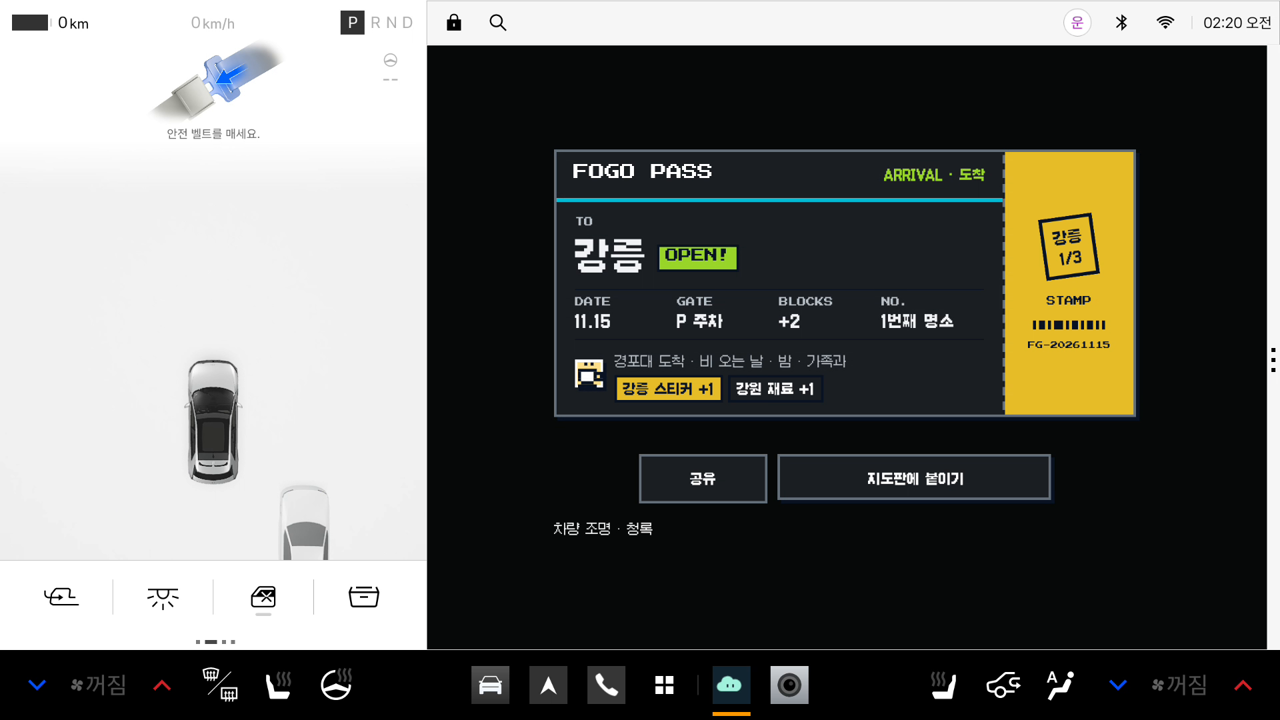 0 km
0 km/h
P R N D
안전 벨트를 매세요.
운
02:20 오전
FOGO PASS
ARRIVAL · 도착
TO
강릉
OPEN!
DATE
GATE
BLOCKS
NO.
11.15
P 주차
+2
1번째 명소
경포대 도착 · 비 오는 날 · 밤 · 가족과
강릉 스티커 +1
강원 재료 +1
강릉
1/3
STAMP
FG-20261115
공유
지도판에 붙이기
차량 조명 · 청록
꺼짐
A
꺼짐